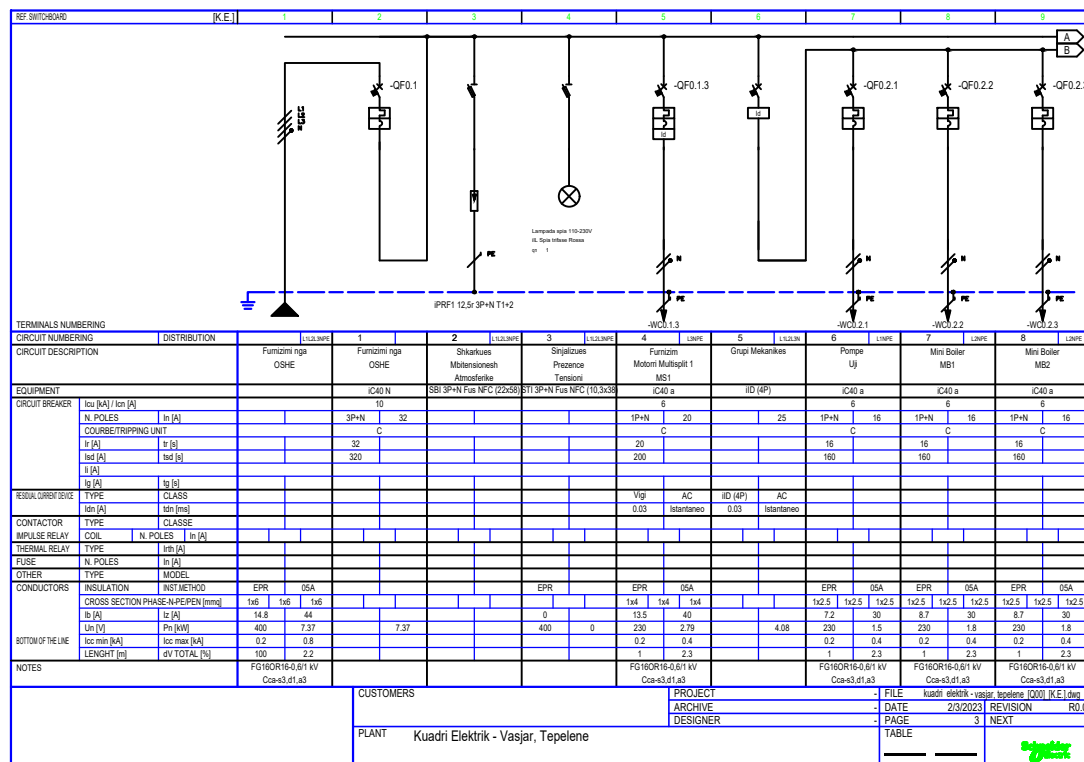 REF. SWITCHBOARD [K.E.] 1 2 3 4 5 6 7 8 9
A
B
-QF0.1 -QF0.1.3 -QF0.2.1 -QF0.2.2 -QF0.2.
Id
Id
Lampada spia 110-230V
iIL Spia trifase Rossa
qs 1
PE N N N N
iPRF1 12,5r 3P+N T1+2
PE PE PE PE
TERMINALS NUMBERING -WC0.1.3 -WC0.2.1 -WC0.2.2 -WC0.2.3
CIRCUIT NUMBERING DISTRIBUTION L1L2L3NPE 1 2 L1L2L3NPE 3 L1L2L3NPE 4 L3NPE 5 L1L2L3N 6 L1NPE 7 L2NPE 8 L2NPE
CIRCUIT DESCRIPTION Furnizimi nga Furnizimi nga Shkarkues Sinjalizues Furnizim Grupi Mekanikes Pompe Mini Boiler Mini Boiler
OSHE OSHE Mbitensionesh Prezence Motorri Multisplit 1 Uji MB1 MB2
Atmosferike Tensioni MS1
EQUIPMENT iC40 N SBI 3P+N Fus NFC (22x58) STI 3P+N Fus NFC (10,3x38 iC40 a iID (4P) iC40 a iC40 a iC40 a
CIRCUIT BREAKER Icu [kA] / Icn [A] 10 6 6 6 6
N. POLES In [A] 3P+N 32 1P+N 20 25 1P+N 16 1P+N 16 1P+N 16
COURBE/TRIPPING UNIT C C C C C
Ir [A] tr [s] 32 20 16 16 16
Isd [A] tsd [s] 320 200 160 160 160
Ii [A]
Ig [A] tg [s]
RESIDUAL CURRENT DEVICE TYPE CLASS Vigi AC iID (4P) AC
Idn [A] tdn [ms] 0.03 Istantaneo 0.03 Istantaneo
CONTACTOR TYPE CLASSE
IMPULSE RELAY COIL N. POLES In [A]
THERMAL RELAY TYPE Irth [A]
FUSE N. POLES In [A]
OTHER TYPE MODEL
CONDUCTORS INSULATION INST.METHOD EPR 05A EPR EPR 05A EPR 05A EPR 05A EPR 05A
CROSS SECTION PHASE-N-PE/PEN [mmq] 1x6 1x6 1x6 1x4 1x4 1x4 1x2.5 1x2.5 1x2.5 1x2.5 1x2.5 1x2.5 1x2.5 1x2.5 1x2.5
Ib [A] Iz [A] 14.8 44 0 13.5 40 7.2 30 8.7 30 8.7 30
Un [V] Pn [kW] 400 7.37 7.37 400 0 230 2.79 4.08 230 1.5 230 1.8 230 1.8
BOTTOM OF THE LINE Icc min [kA] Icc max [kA] 0.2 0.8 0.2 0.4 0.2 0.4 0.2 0.4 0.2 0.4
LENGHT [m] dV TOTAL [%] 100 2.2 1 2.3 1 2.3 1 2.3 1 2.3
NOTES FG16OR16-0,6/1 kV FG16OR16-0,6/1 kV FG16OR16-0,6/1 kV FG16OR16-0,6/1 kV FG16OR16-0,6/1 kV
Cca-s3,d1,a3 Cca-s3,d1,a3 Cca-s3,d1,a3 Cca-s3,d1,a3 Cca-s3,d1,a3
CUSTOMERS PROJECT - FILE kuadri elektrik - vasjar, tepelene [Q00] [K.E.].dwg
ARCHIVE - DATE 2/3/2023 REVISION R0.
DESIGNER - PAGE 3 NEXT
PLANT Kuadri Elektrik - Vasjar, Tepelene TABLE
Schneider Electric